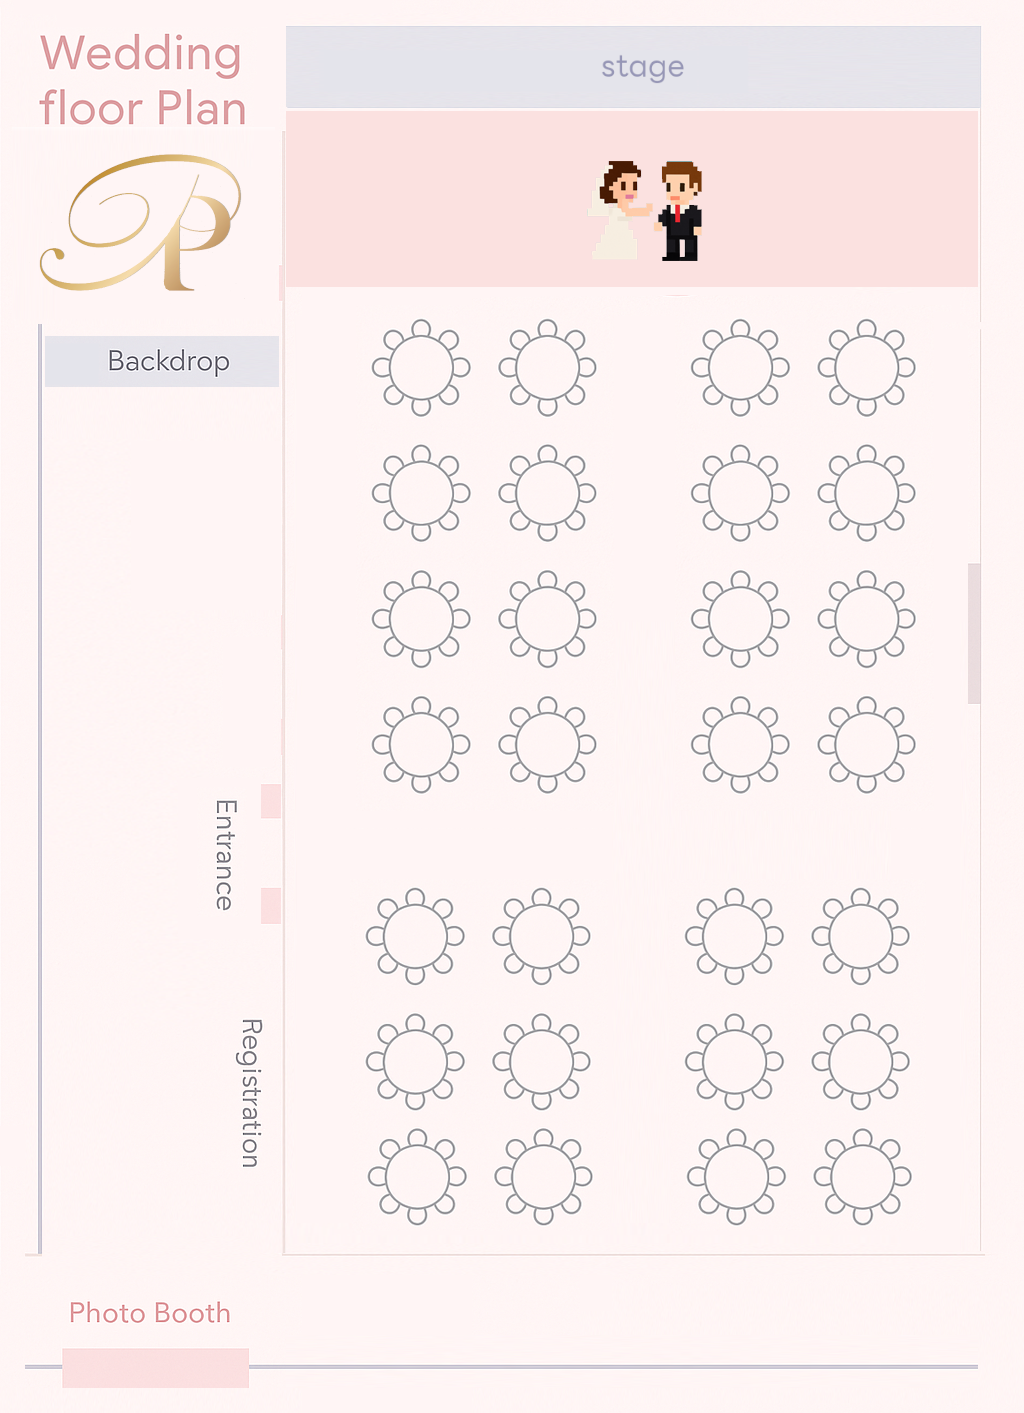 Wedding
floor Plan
P
stage
Backdrop
Entrance
Registration
Photo Booth